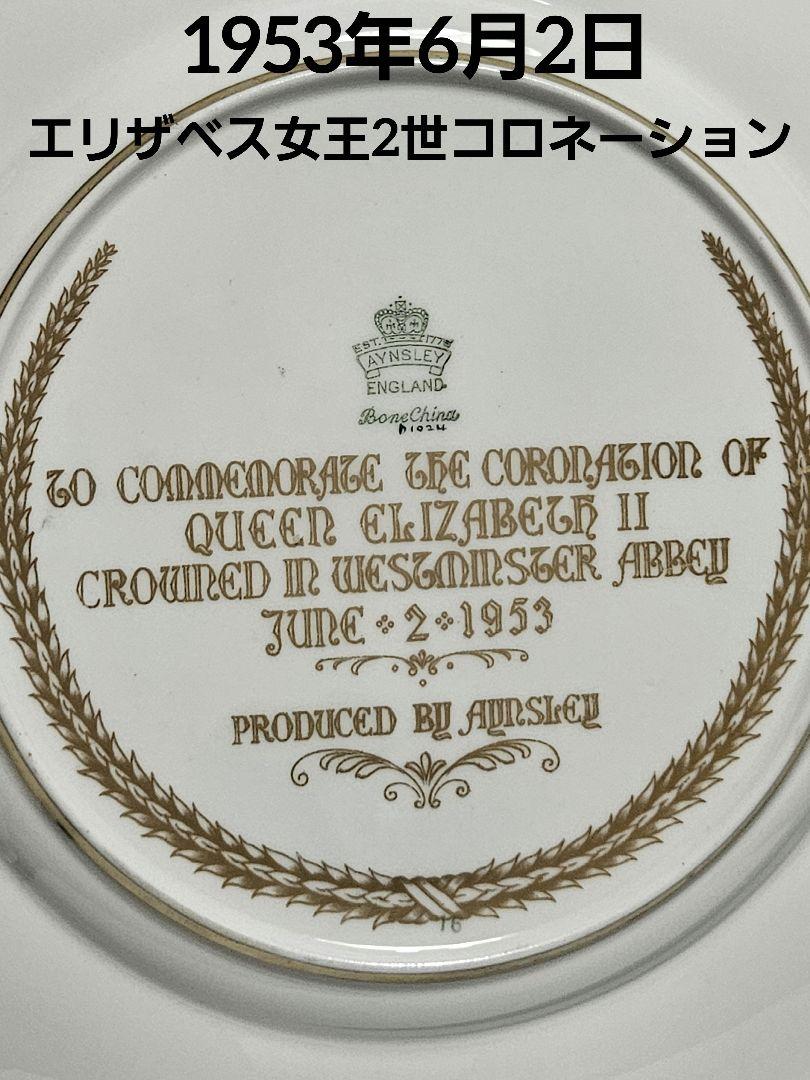 1953年6月2日
エリザベス女王2世コロネーション
EST. 1775
AYNSLEY
ENGLAND
Bone China
TO COMMEMORATE THE CORONATION OF
QUEEN ELIZABETH II
CROWNED IN WESTMINSTER ABBEY
JUNE 2 1953
PRODUCED BY AYNSLEY
16